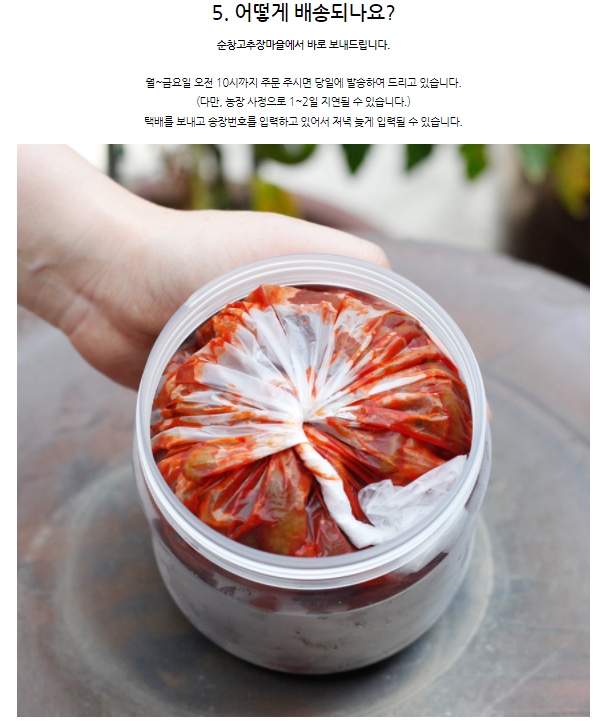 5. 어떻게 배송되나요?
순창고추장마을에서 바로 보내드립니다.
월~금요일 오전 10시까지 주문 주시면 당일에 발송하여 드리고 있습니다.
(다만, 농장 사정으로 1~2일 지연될 수 있습니다.)
택배를 보내고 송장번호를 입력하고 있어서 저녁 늦게 입력될 수 있습니다.